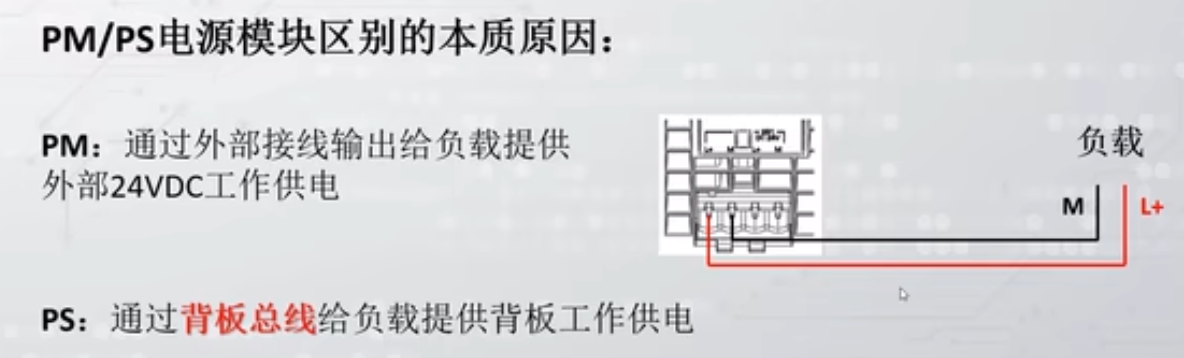 PM/PS电源模块区别的本质原因：
PM：通过外部接线输出给负载提供
外部24VDC工作供电
负载
M
L+
PS：通过背板总线给负载提供背板工作供电